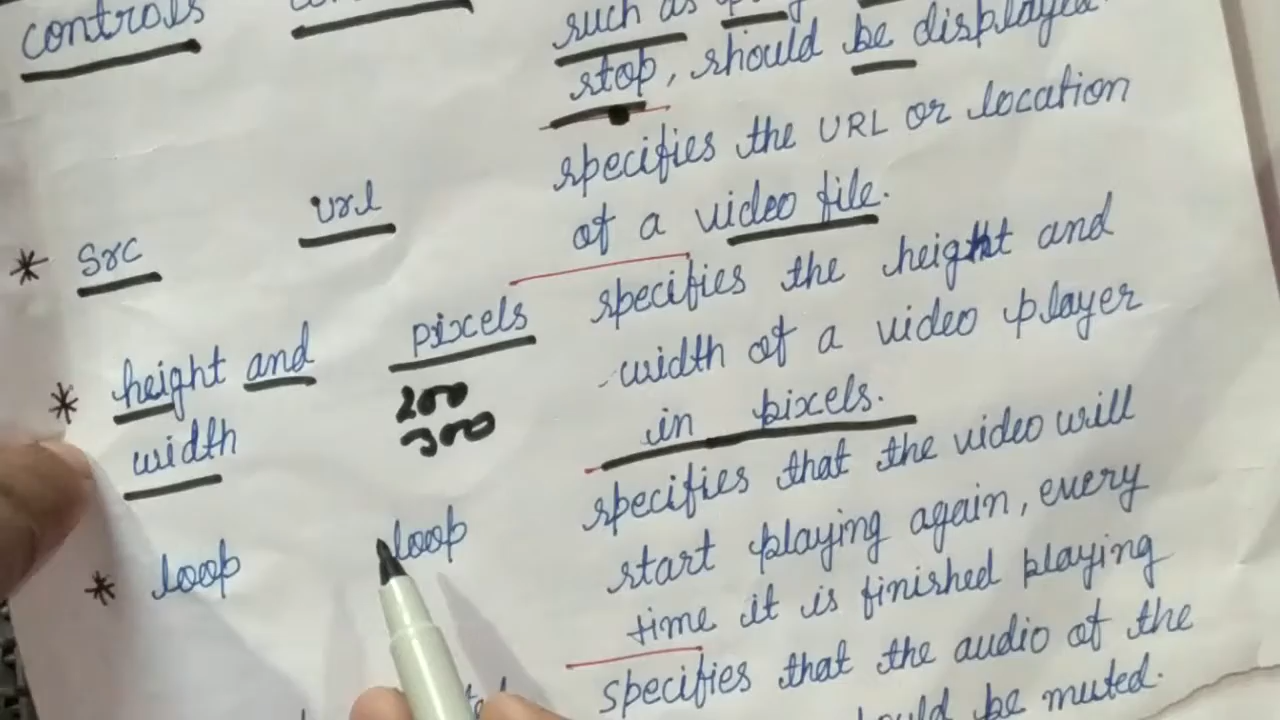 controls
such as
stop, should be displayed
* src url specifies the URL or location
of a video file.
* height and pixels specifies the height and
width 200 width of a video player
300 in pixels.
* loop loop specifies that the video will
start playing again, every
time it is finished playing
specifies that the audio of the
be muted.